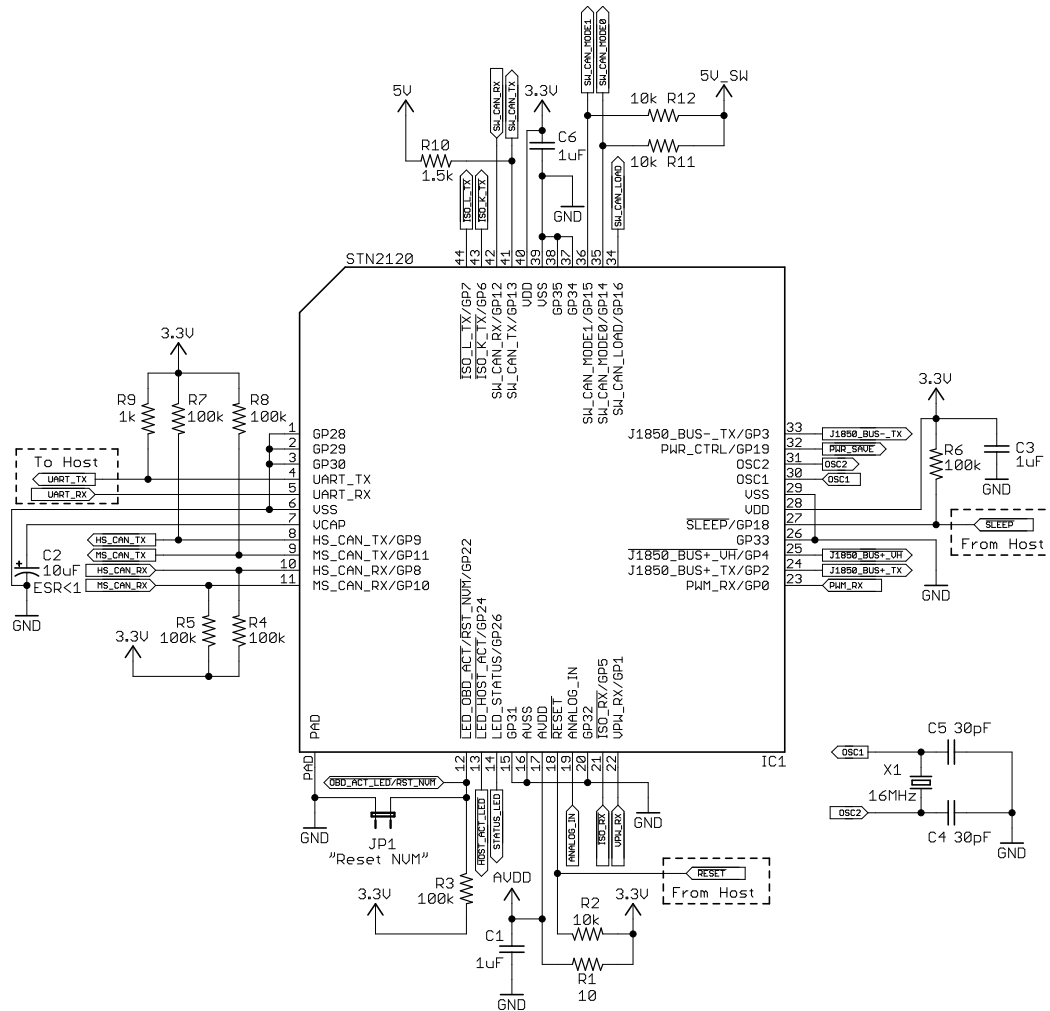 SW_CAN_MODE1
SW_CAN_MODE0
5V
SW_CAN_RX
SW_CAN_TX
3.3V
5V_SW
10k R12
C6
1uF
R10
1.5k
10k R11
ISO_L_TX
ISO_K_TX
SW_CAN_LOAD
GND
STN2120
44
43
42
41
40
39
38
37
36
35
34
ISO_L_TX/GP7
ISO_K_TX/GP6
SW_CAN_RX/GP12
SW_CAN_TX/GP13
VDD
VSS
GP35
GP34
SW_CAN_MODE1/GP15
SW_CAN_MODE0/GP14
SW_CAN_LOAD/GP16
3.3V
R9
1k
R7
100k
R8
100k
To Host
UART_TX
UART_RX
1 GP28
2 GP29
3 GP30
4 UART_TX
5 UART_RX
6 VSS
7 VCAP
8 HS_CAN_TX/GP9
9 MS_CAN_TX/GP11
10 HS_CAN_RX/GP8
11 MS_CAN_RX/GP10
HS_CAN_TX
MS_CAN_TX
HS_CAN_RX
MS_CAN_RX
+
C2
10uF
ESR<1
GND
R5
100k
R4
100k
3.3V
J1850_BUS-_TX/GP3 33
PWR_CTRL/GP19 32
OSC2 31
OSC1 30
VSS 29
VDD 28
SLEEP/GP18 27
GP33 26
J1850_BUS+_VH/GP4 25
J1850_BUS+_TX/GP2 24
PWM_RX/GP0 23
J1850_BUS-_TX
PWR_SAVE
OSC2
OSC1
3.3V
R6
100k
C3
1uF
GND
SLEEP
From Host
J1850_BUS+_VH
J1850_BUS+_TX
PWM_RX
GND
PAD
LED_OBD_ACT/RST_NVM/GP22
LED_HOST_ACT/GP24
LED_STATUS/GP26
GP31
AVSS
AVDD
RESET
ANALOG_IN
GP32
ISO_RX/GP5
VPW_RX/GP1
PAD
12
13
14
15
16
17
18
19
20
21
22
IC1
OBD_ACT_LED/RST_NVM
HOST_ACT_LED
STATUS_LED
ANALOG_IN
ISO_RX
VPW_RX
GND
GND
JP1
"Reset NVM"
R3
100k
3.3V
AVDD
C1
1uF
GND
RESET
From Host
R2
10k
3.3V
R1
10
C5 30pF
OSC1
X1
16MHz
OSC2
C4 30pF
GND